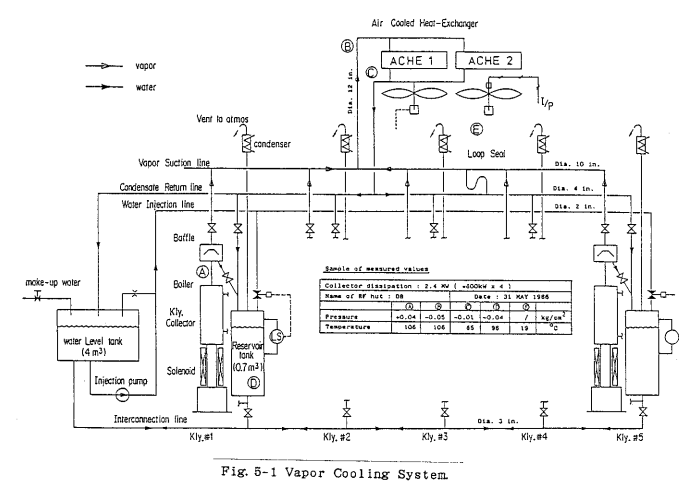 Air Cooled Heat-Exchanger
B
ACHE 1
ACHE 2
vapor
water
C
Dia. 12 in.
I/P
Vent to atmos
E
condenser
Loop Seal
Vapor Suction line
Dia. 10 in.
Condensate Return line
Dia. 4 in.
Water Injection line
Dia. 2 in.
Baffle
A
make-up water
Boiler
Kly. Collector
water Level tank
(4 m³)
Injection pump
Solenoid
LS
Reservoir
tank
(0.7m³)
D
Sample of measured values
Collector dissipation : 2.4 MW ( ≈400kW x 4 )
Name of RF hut : D8 Date : 31 MAY 1986
A B C D E
Pressure +0.04 -0.05 -0.01 -0.04 / kg/cm²
Temperature 106 106 65 96 19 °C
Interconnection line
Dia. 3 in.
Kly.#1
Kly.#2
Kly.#3
Kly.#4
Kly.#5
Fig. 5-1 Vapor Cooling System.